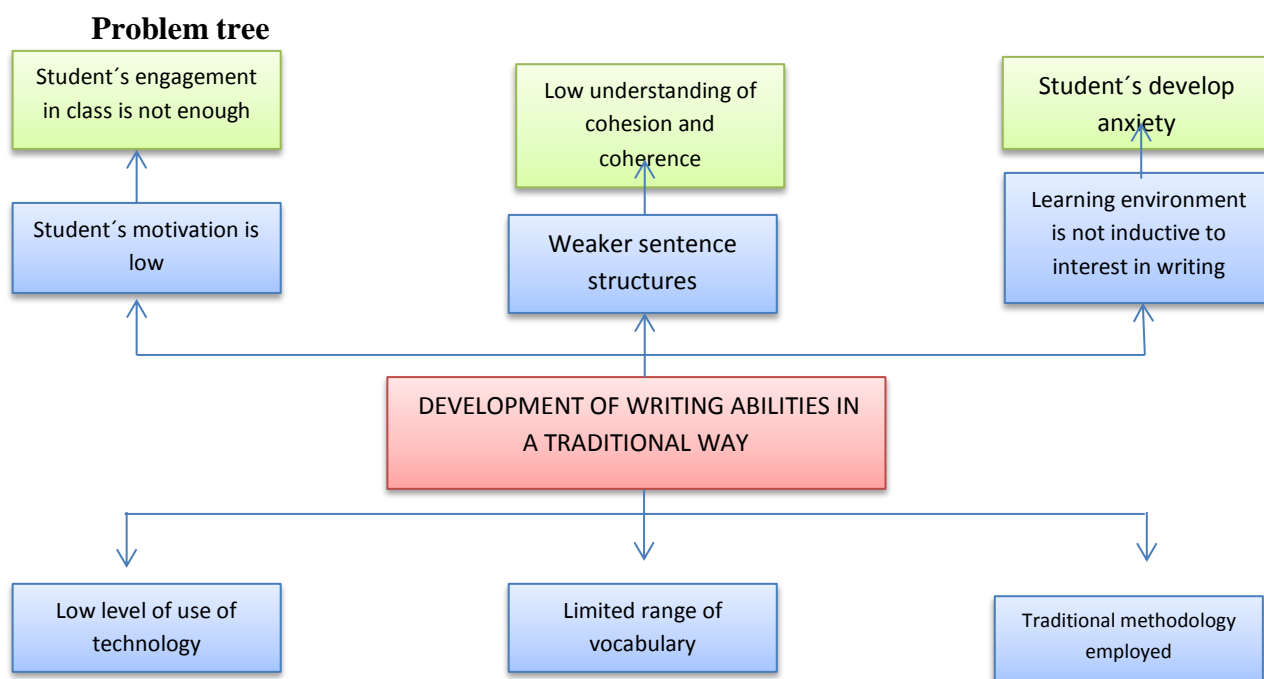 Problem tree
Student´s engagement
in class is not enough
Low understanding of
cohesion and
coherence
Student´s develop
anxiety
Student´s motivation is
low
Weaker sentence
structures
Learning environment
is not inductive to
interest in writing
DEVELOPMENT OF WRITING ABILITIES IN
A TRADITIONAL WAY
Low level of use of
technology
Limited range of
vocabulary
Traditional methodology
employed